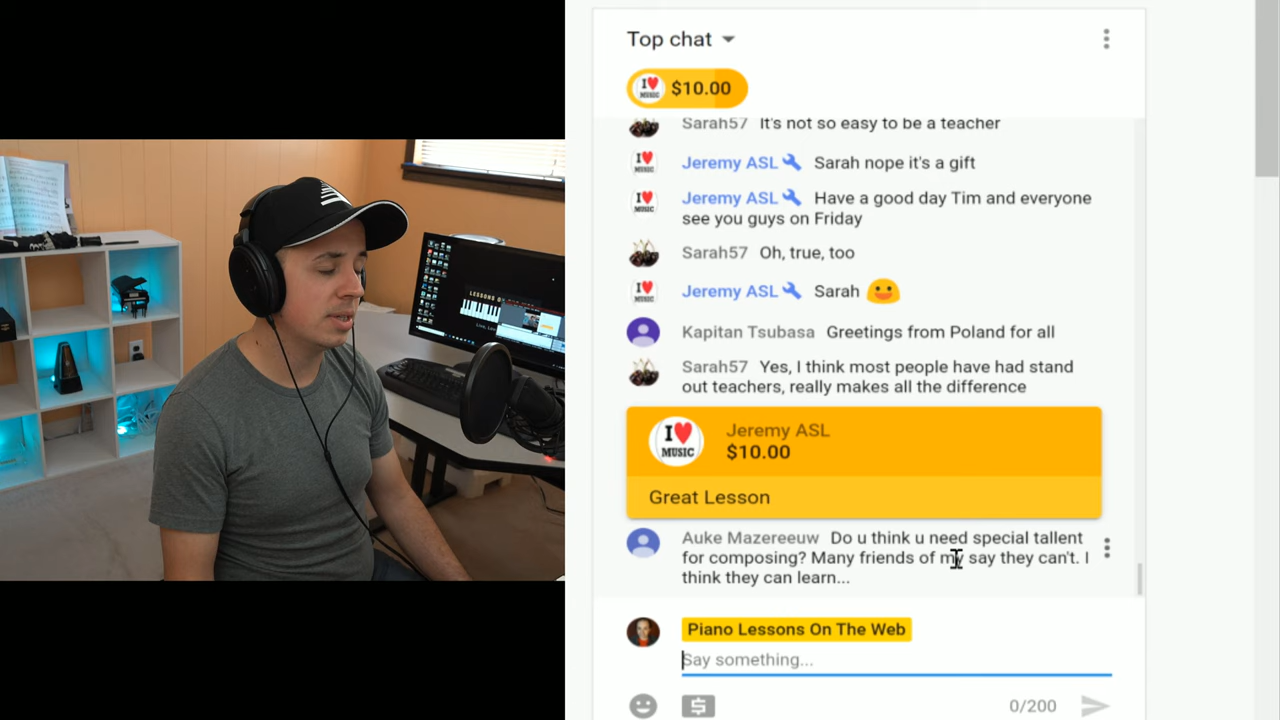 Top chat
I ♥ MUSIC $10.00
Sarah57 It's not so easy to be a teacher
I ♥ MUSIC Jeremy ASL Sarah nope it's a gift
I ♥ MUSIC Jeremy ASL Have a good day Tim and everyone
see you guys on Friday
Sarah57 Oh, true, too
I ♥ MUSIC Jeremy ASL Sarah
Kapitan Tsubasa Greetings from Poland for all
Sarah57 Yes, I think most people have had stand
out teachers, really makes all the difference
I ♥ MUSIC
Jeremy ASL
$10.00
Great Lesson
Auke Mazereeuw Do u think u need special tallent
for composing? Many friends of my say they can't. I
think they can learn...
Piano Lessons On The Web
Say something...
$
0/200